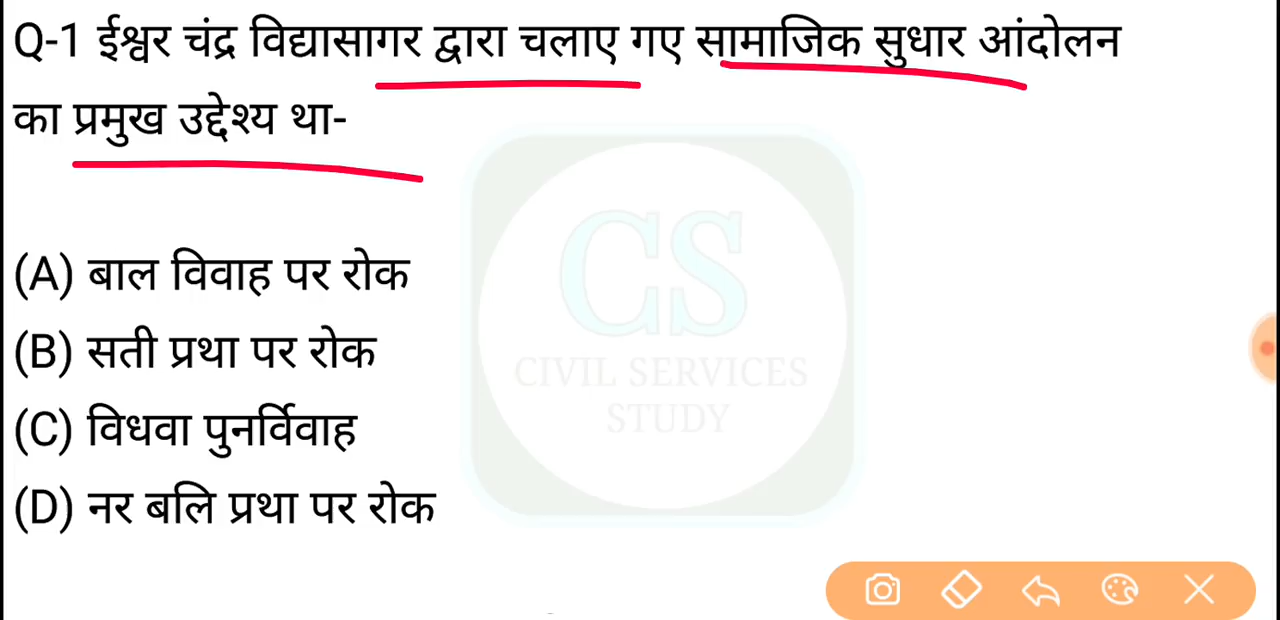 Q-1 ईश्वर चंद्र विद्यासागर द्वारा चलाए गए सामाजिक सुधार आंदोलन
का प्रमुख उद्देश्य था-
(A) बाल विवाह पर रोक
(B) सती प्रथा पर रोक
(C) विधवा पुनर्विवाह
(D) नर बलि प्रथा पर रोक
CS
CIVIL SERVICES
STUDY